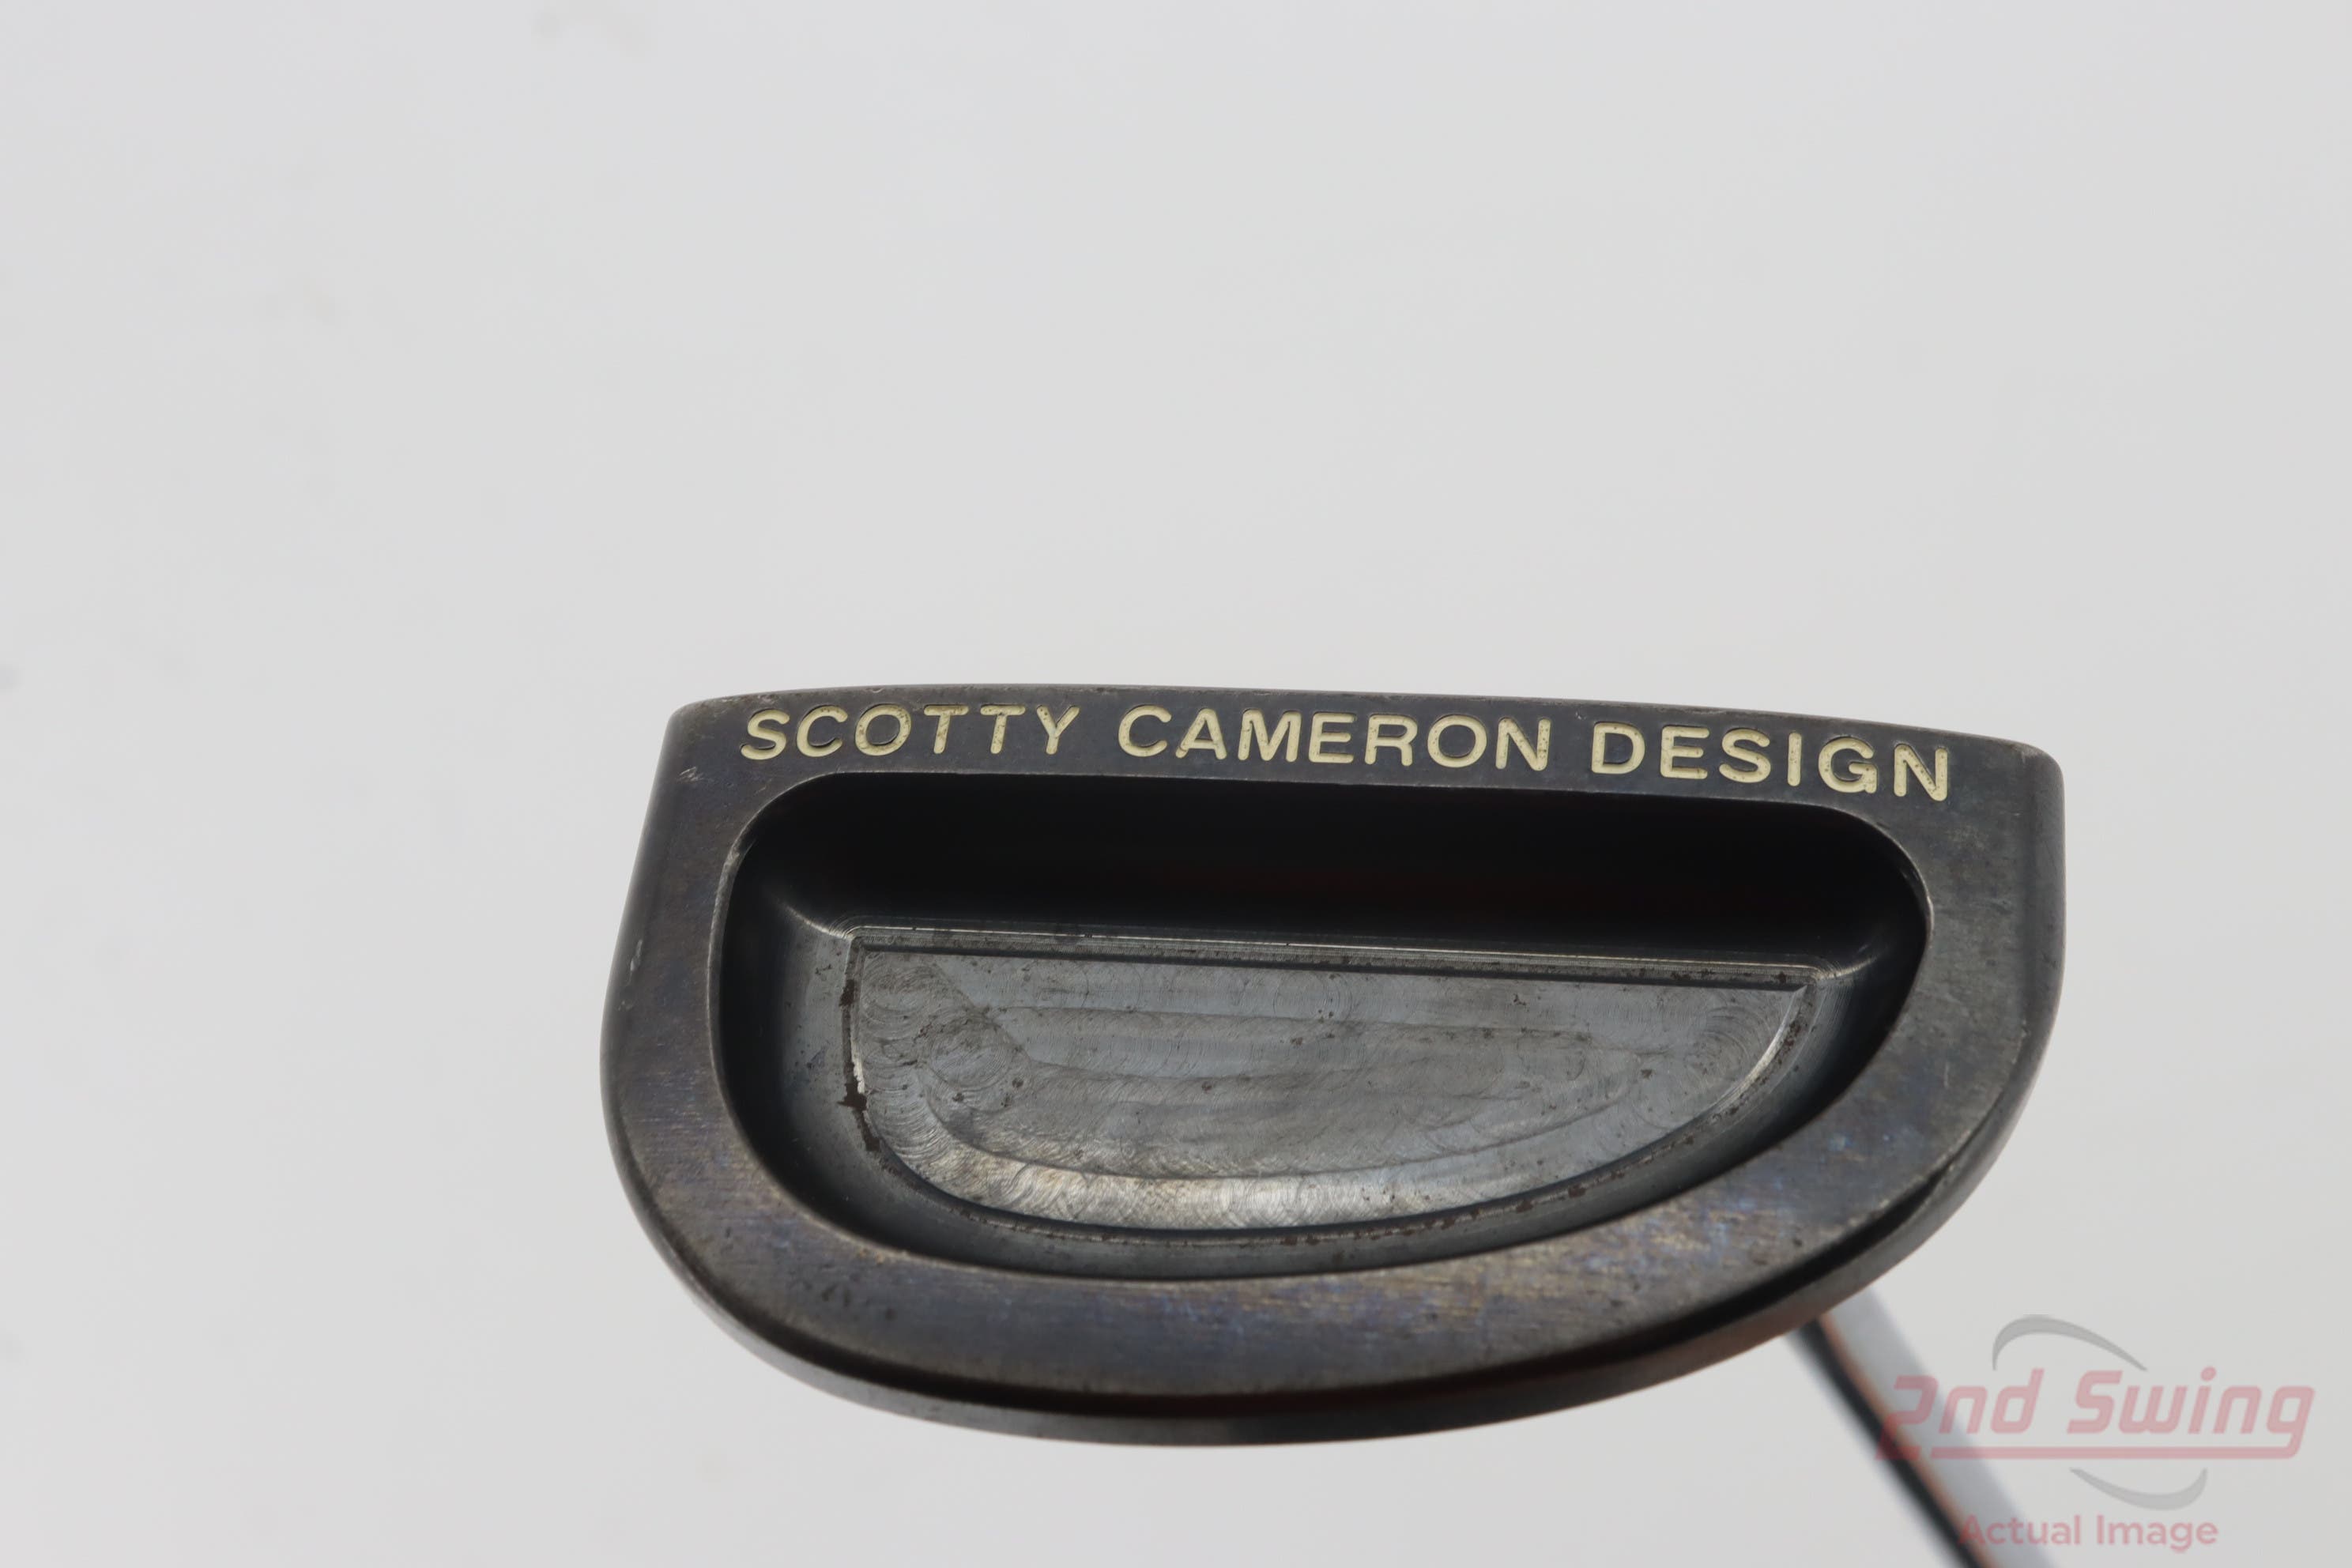 SCOTTY CAMERON DESIGN
2nd Swing
Actual Image